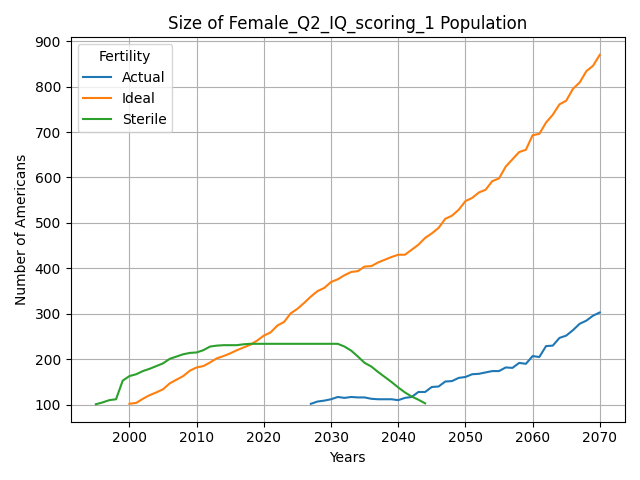 Size of Female_Q2_IQ_scoring_1 Population
Fertility
Actual
Ideal
Sterile
Number of Americans
900
800
700
600
500
400
300
200
100
2000 2010 2020 2030 2040 2050 2060 2070
Years